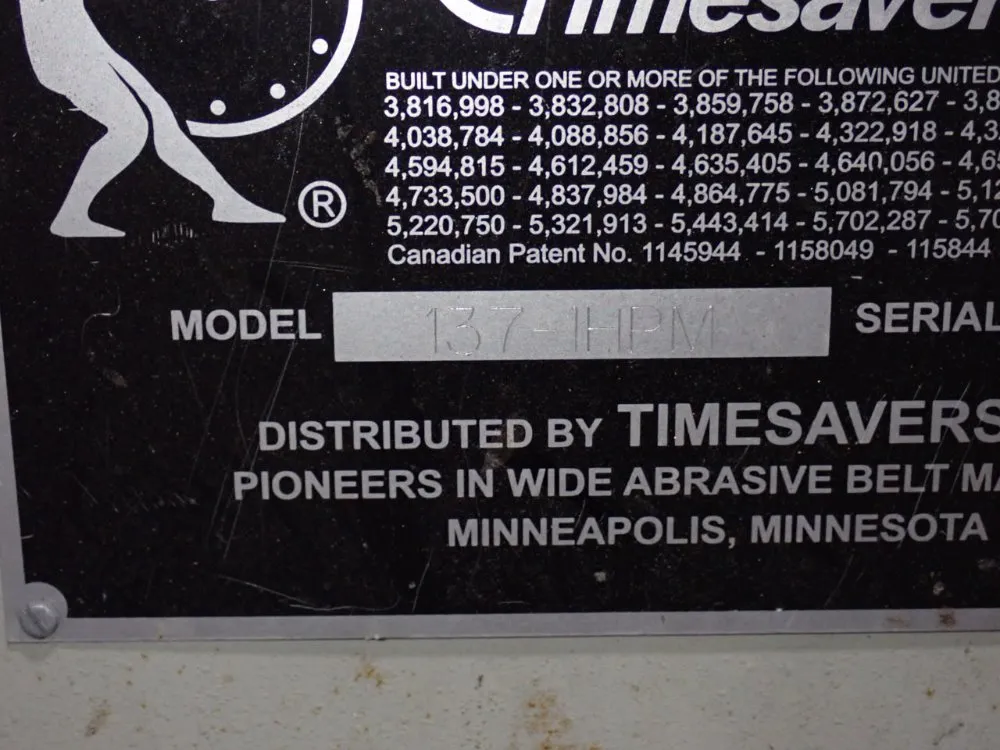 Timesaver
BUILT UNDER ONE OR MORE OF THE FOLLOWING UNITED
3,816,998 - 3,832,808 - 3,859,758 - 3,872,627 - 3,8
4,038,784 - 4,088,856 - 4,187,645 - 4,322,918 - 4,3
4,594,815 - 4,612,459 - 4,635,405 - 4,640,056 - 4,6
4,733,500 - 4,837,984 - 4,864,775 - 5,081,794 - 5,1
5,220,750 - 5,321,913 - 5,443,414 - 5,702,287 - 5,70
Canadian Patent No. 1145944 - 1158049 - 115844
®
MODEL 137-1HPM SERIAL
DISTRIBUTED BY TIMESAVERS
PIONEERS IN WIDE ABRASIVE BELT MA
MINNEAPOLIS, MINNESOTA